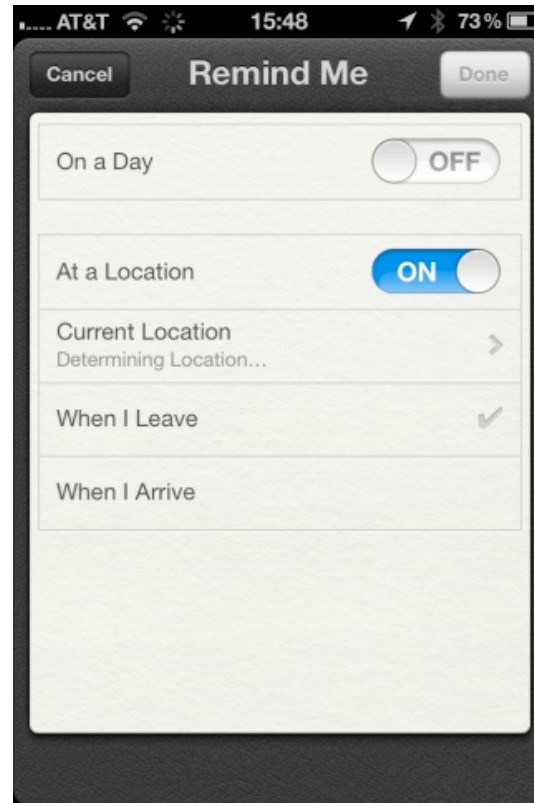 AT&T 15:48 73%
Cancel Remind Me Done
On a Day OFF
At a Location ON
Current Location
Determining Location...
When I Leave
When I Arrive